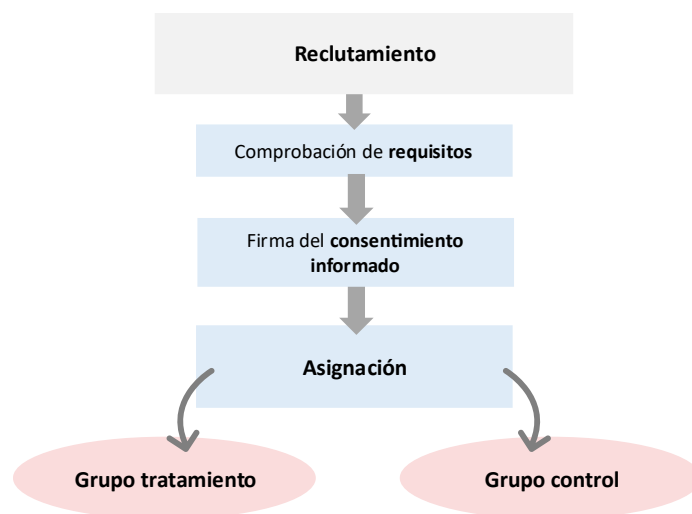 Reclutamiento
Comprobación de requisitos
Firma del consentimiento
informado
Asignación
Grupo tratamiento
Grupo control